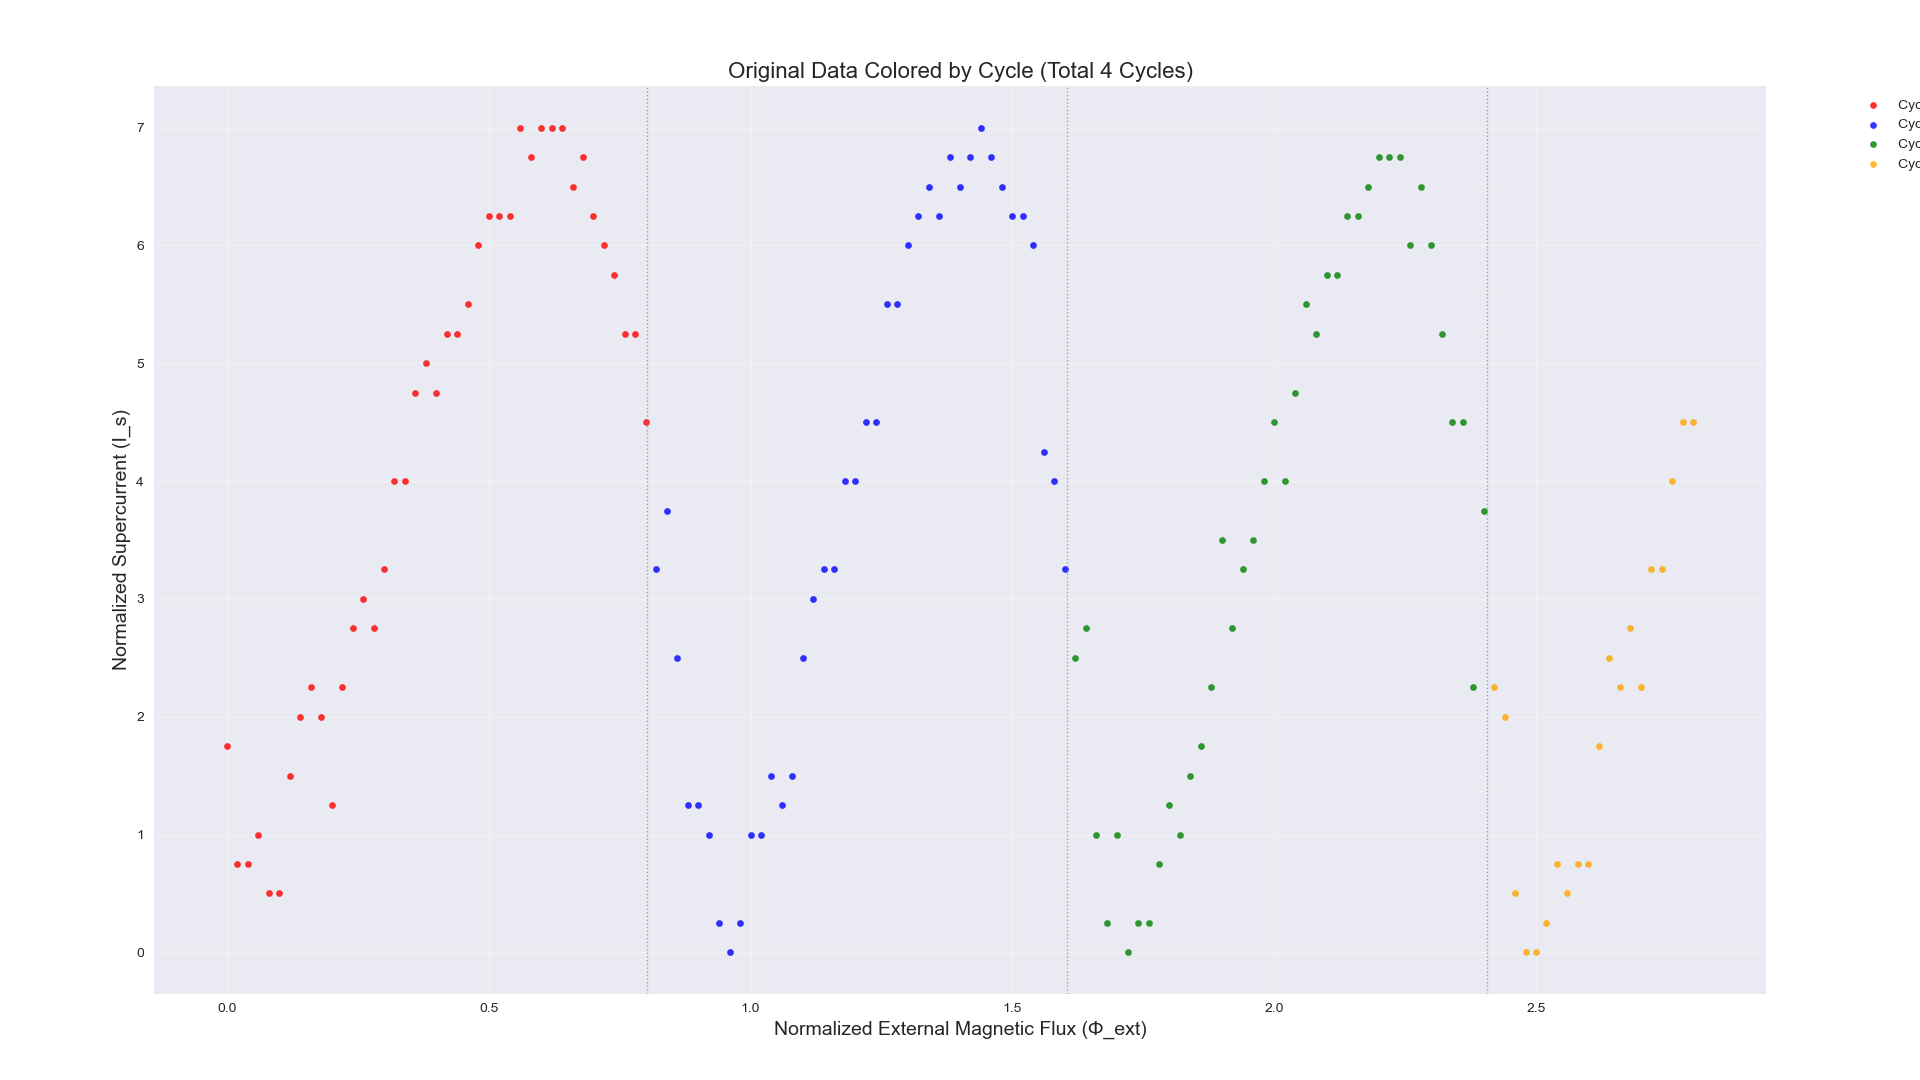 Original Data Colored by Cycle (Total 4 Cycles)
Cyc
Cyc
Cyc
Cyc
7
6
5
4
3
2
1
0
Normalized Supercurrent (I_s)
0.0 0.5 1.0 1.5 2.0 2.5
Normalized External Magnetic Flux (Φ_ext)